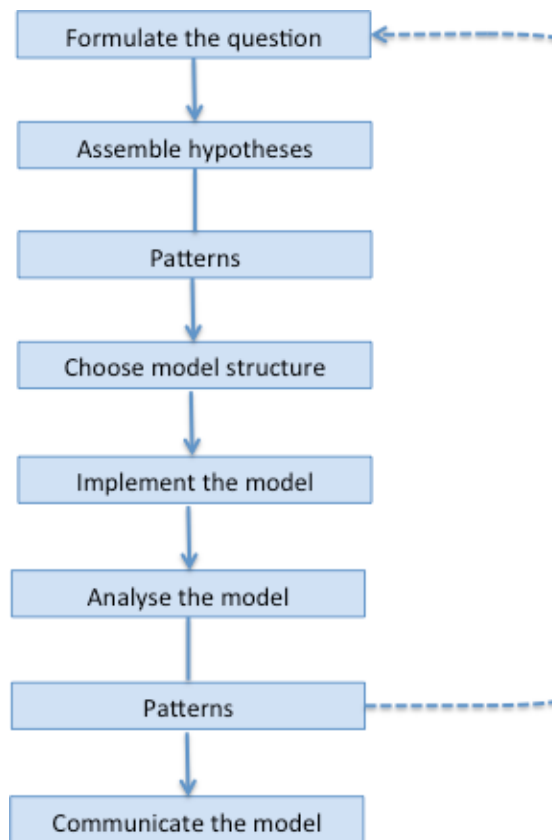 Formulate the question
Assemble hypotheses
Patterns
Choose model structure
Implement the model
Analyse the model
Patterns
Communicate the model